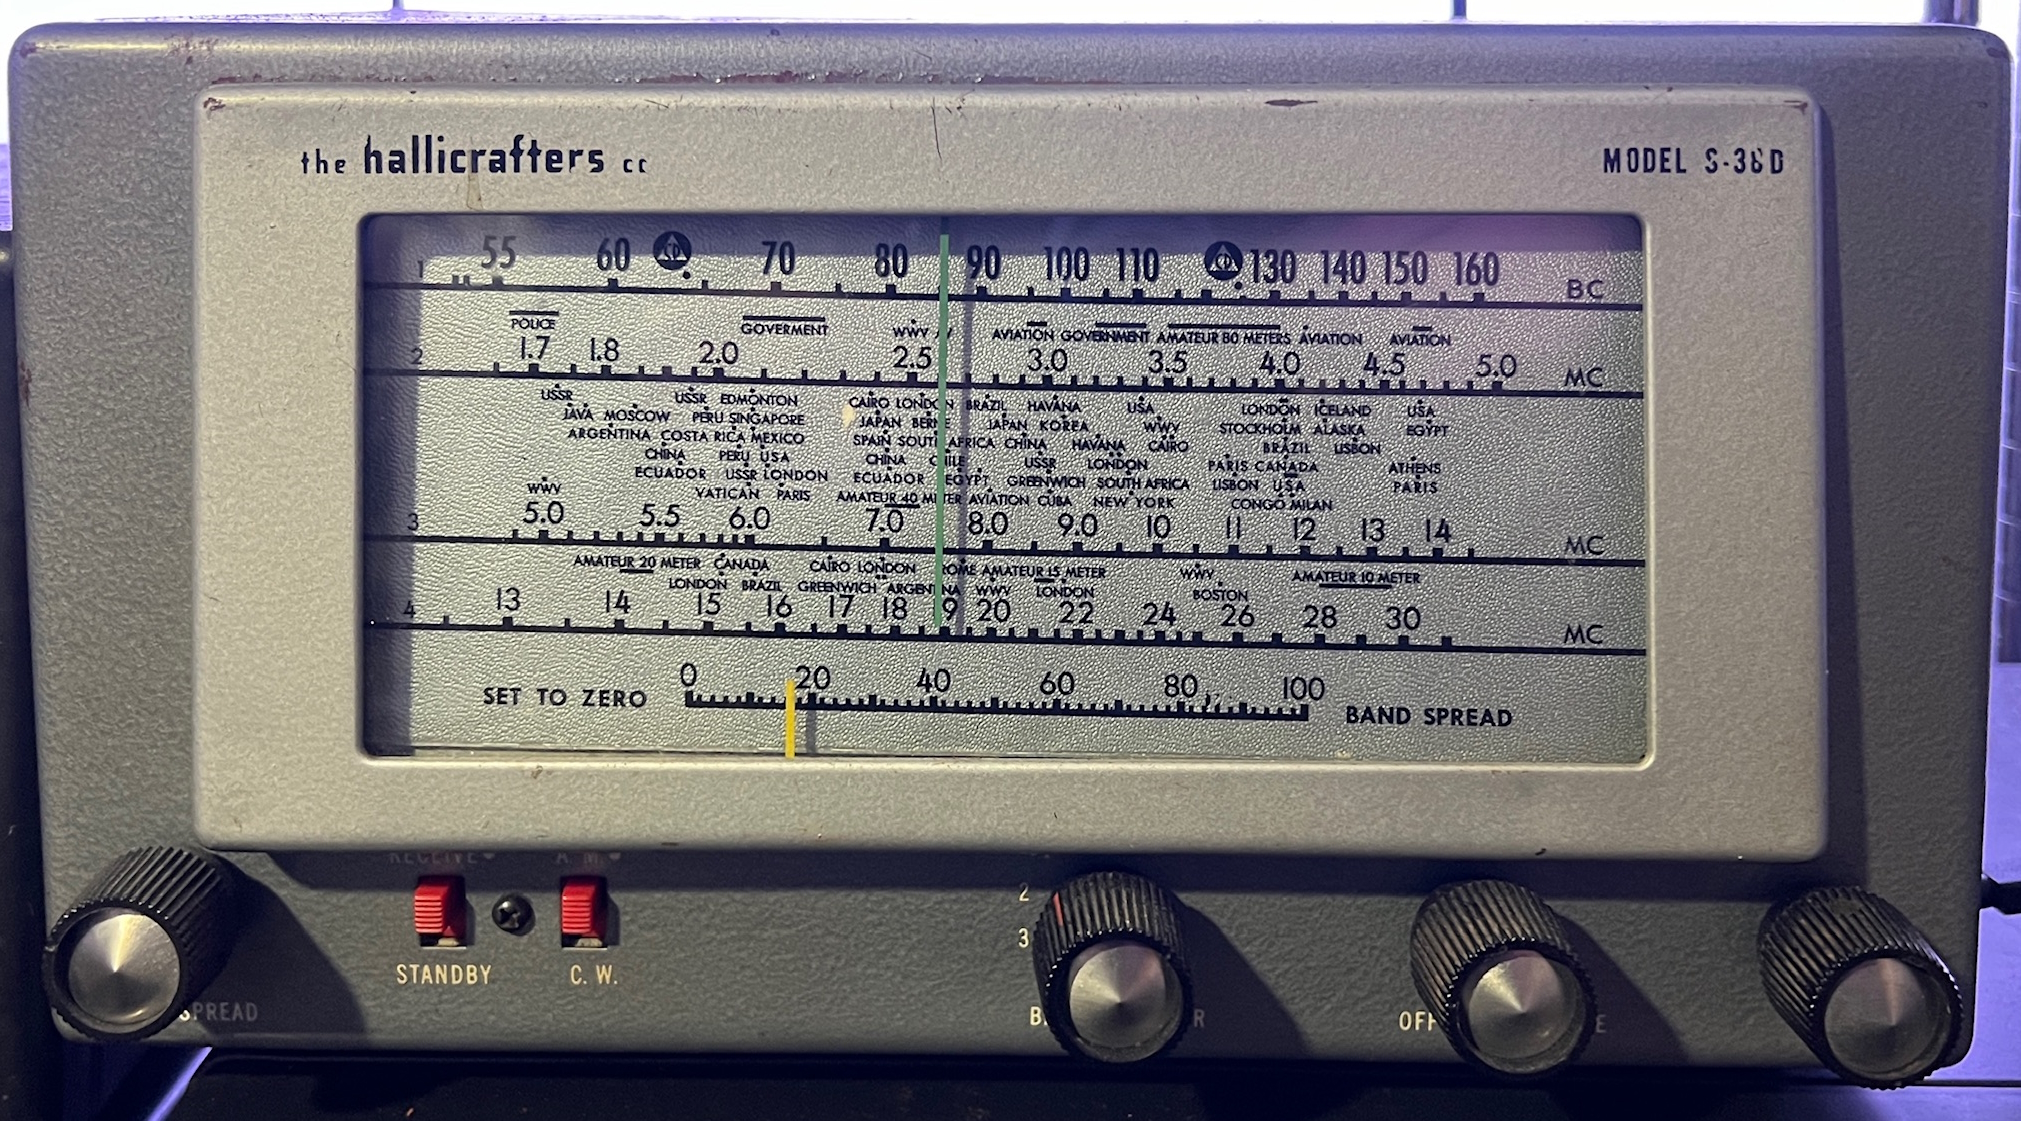 the hallicrafters cc
MODEL S-38D
55 60 CD 70 80 90 100 110 CD 130 140 150 160
1 BC
POLICE GOVERMENT WWV AVIATION GOVERNMENT AMATEUR 80 METERS AVIATION AVIATION
2 1.7 1.8 2.0 2.5 3.0 3.5 4.0 4.5 5.0 MC
USSR USSR EDMONTON CAIRO LONDON BRAZIL HAVANA USA LONDON ICELAND USA
JAVA MOSCOW PERU SINGAPORE JAPAN BERNE JAPAN KOREA WWV STOCKHOLM ALASKA EGYPT
ARGENTINA COSTA RICA MEXICO SPAIN SOUTH AFRICA CHINA HAVANA CAIRO BRAZIL LISBON
CHINA PERU USA CHINA CHILE USSR LONDON PARIS CANADA ATHENS
ECUADOR USSR LONDON ECUADOR EGYPT GREENWICH SOUTH AFRICA LISBON USA PARIS
WWV VATICAN PARIS AMATEUR 40 METER AVIATION CUBA NEW YORK CONGO MILAN
3 5.0 5.5 6.0 7.0 8.0 9.0 10 11 12 13 14 MC
AMATEUR 20 METER CANADA CAIRO LONDON ROME AMATEUR 15 METER WWV AMATEUR 10 METER
LONDON BRAZIL GREENWICH ARGENTINA WWV LONDON BOSTON
4 13 14 15 16 17 18 19 20 22 24 26 28 30 MC
SET TO ZERO 0 20 40 60 80 100 BAND SPREAD
RECEIVE A.M.
2
3
STANDBY C.W.
SPREAD
OFF